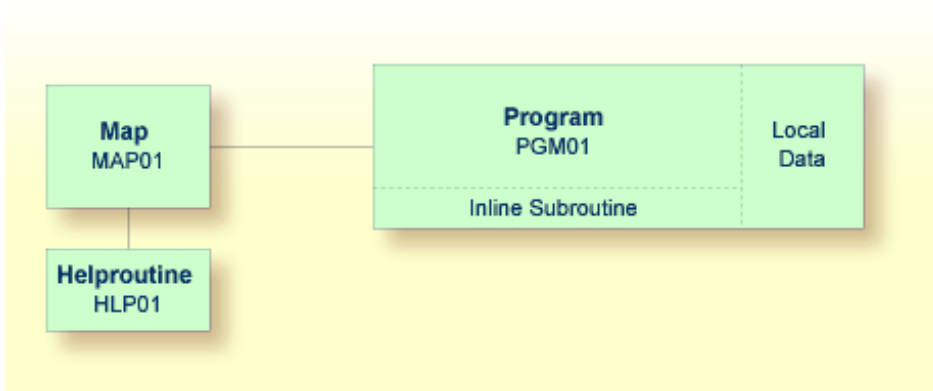 Map
MAP01
Program
PGM01
Local
Data
Inline Subroutine
Helproutine
HLP01